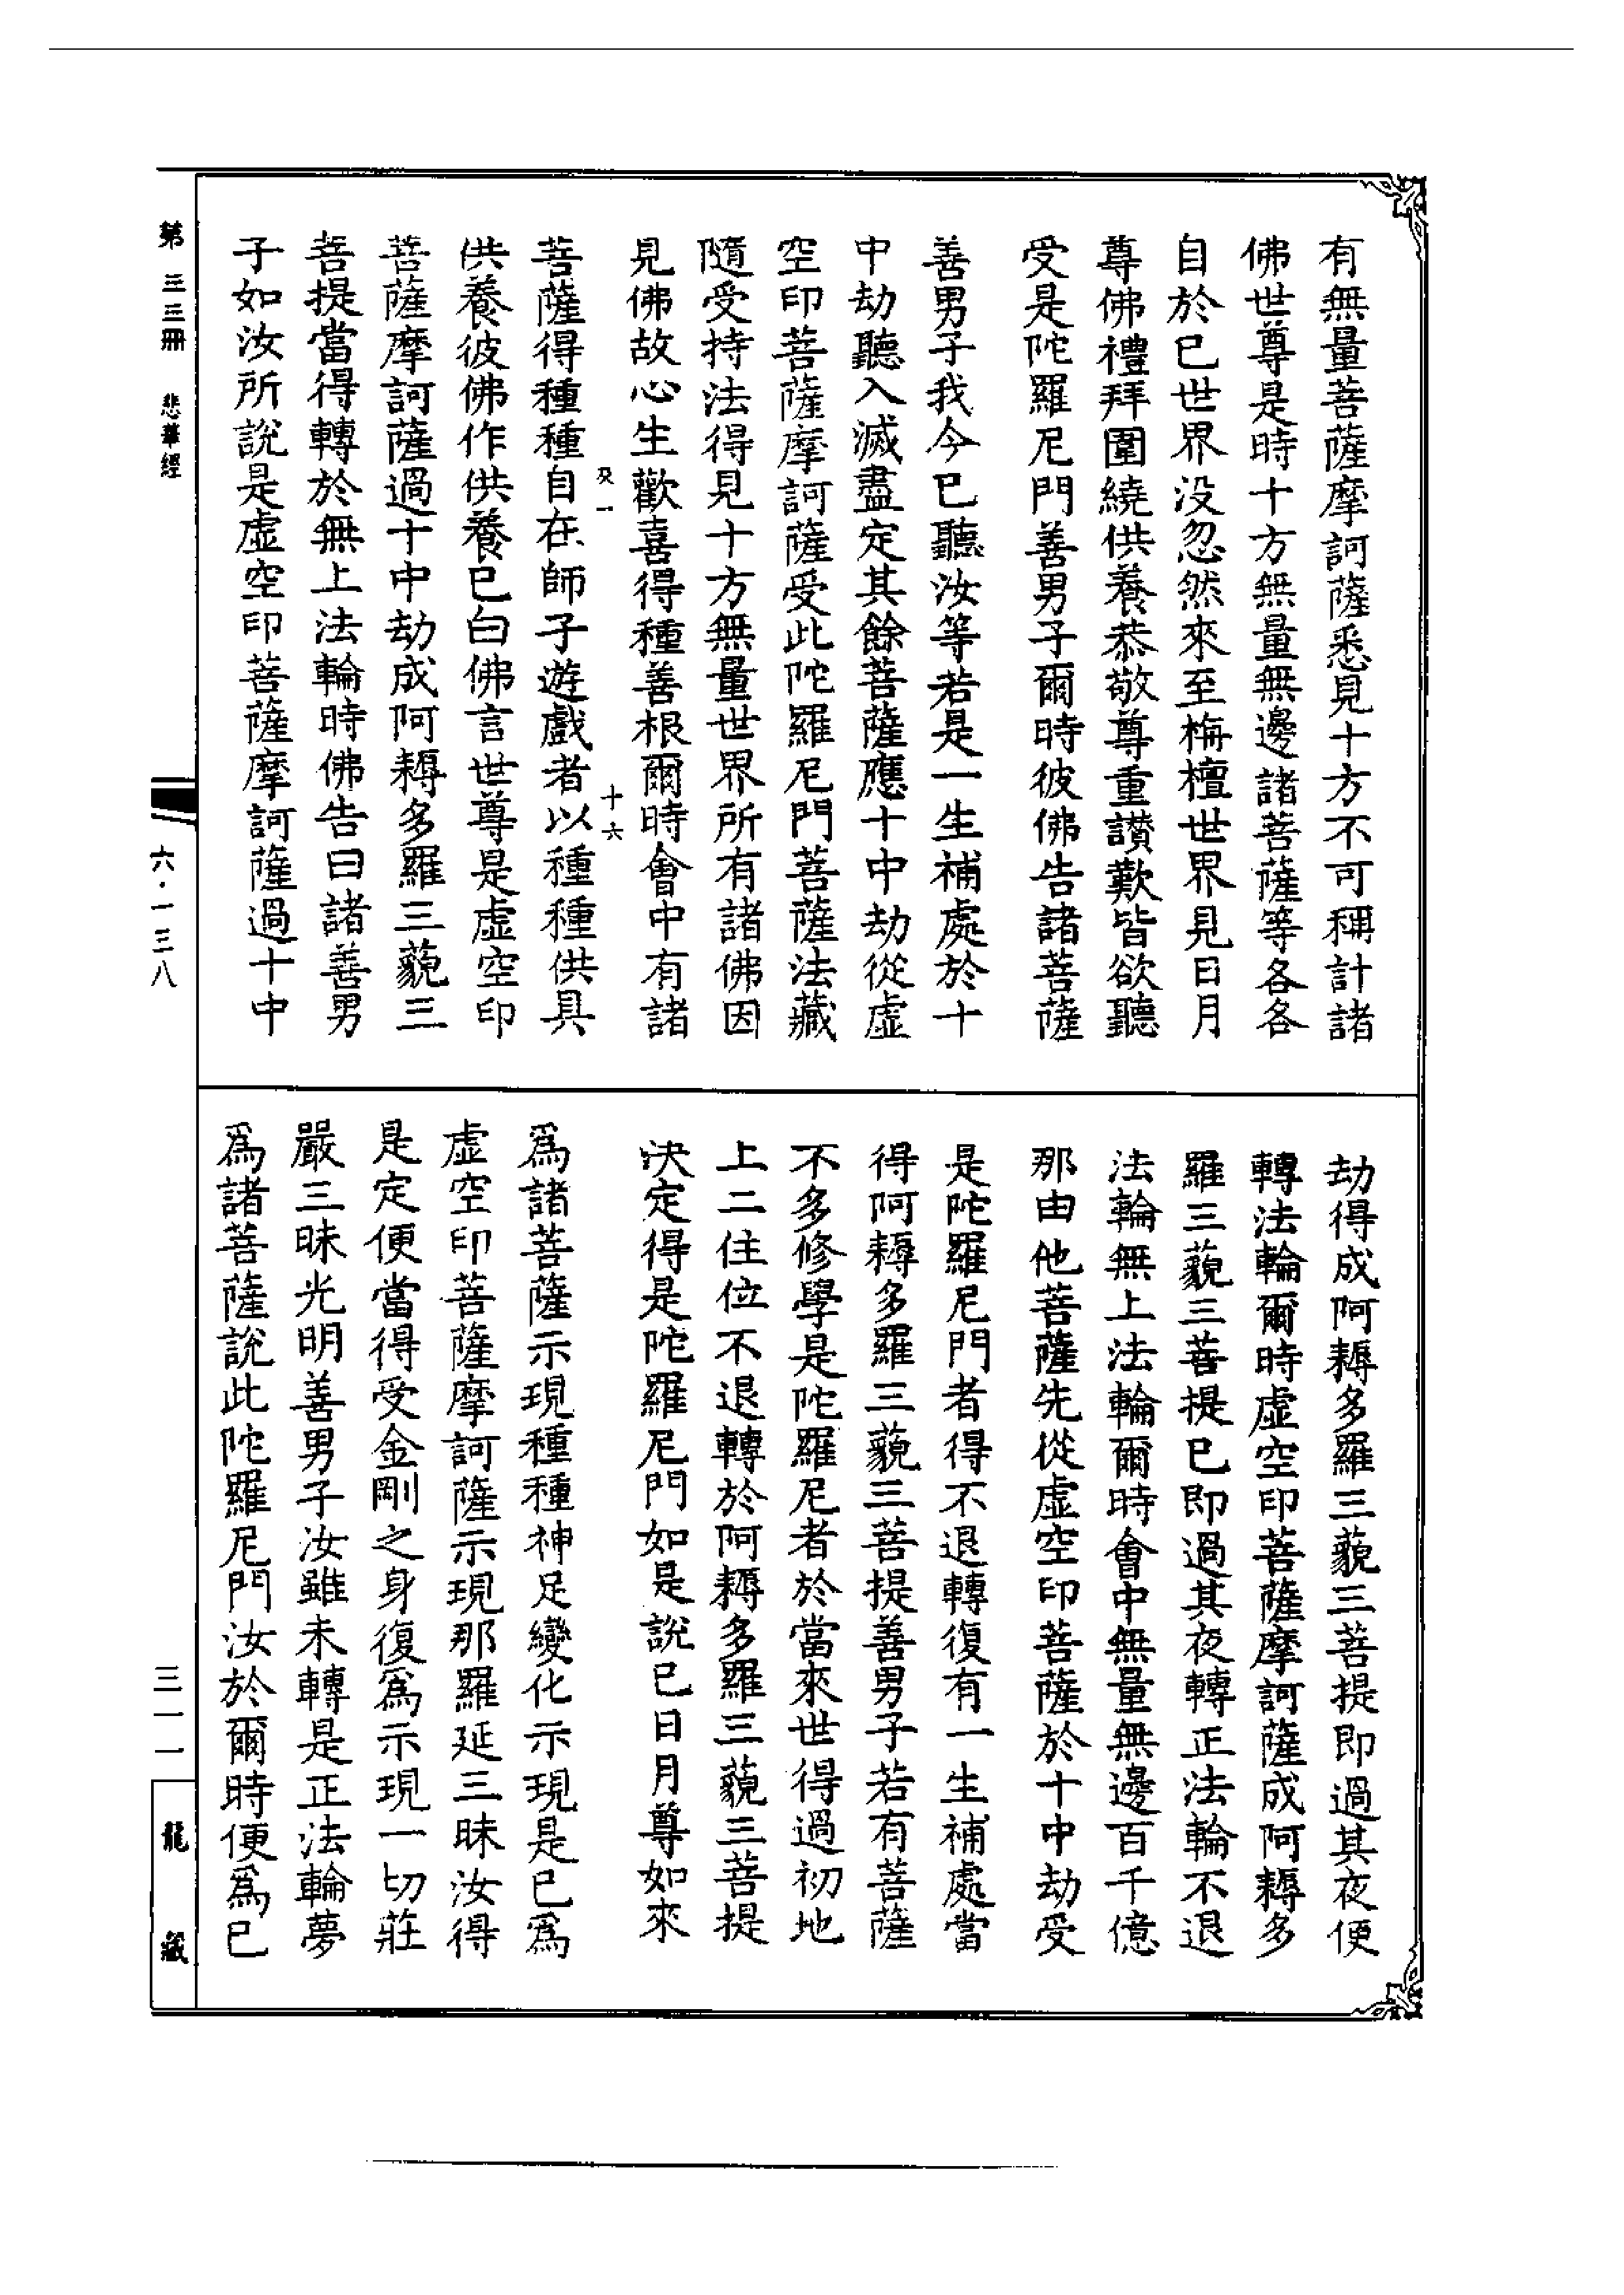 有無量菩薩摩訶薩悉見十方不可稱計諸
佛世尊是時十方無量無邊諸菩薩等各各
自於已世界没忽然來至栴檀世界見日月
尊佛禮拜圍繞供養恭敬尊重讃歎皆欲聽
受是陀羅尼門善男子爾時彼佛告諸菩薩
善男子我今已聽汝等若是一生補處於十
中劫聽入滅盡定其餘菩薩應十中劫從虛
空印菩薩摩訶薩受此陀羅尼門菩薩法藏
隨受持法得見十方無量世界所有諸佛因
見佛故心生歡喜得種善根爾時會中有諸
癸一 十六
菩薩得種種自在師子遊戲者以種種供具
供養彼佛作供養已白佛言世尊是虛空印
菩薩摩訶薩過十中劫成阿耨多羅三藐三
菩提當得轉於無上法輪時佛告曰諸善男
子如汝所說是虛空印菩薩摩訶薩過十中
劫得成阿耨多羅三藐三菩提即過其夜便
轉法輪爾時虛空印菩薩摩訶薩成阿耨多
羅三藐三菩提已即過其夜轉正法輪不退
法輪無上法輪爾時會中無量無邊百千億
那由他菩薩先從虛空印菩薩於十中劫受
是陀羅尼門者得不退轉復有一生補處當
得阿耨多羅三藐三菩提善男子若有菩薩
不多修學是陀羅尼者於當來世得過初地
上二住位不退轉於阿耨多羅三藐三菩提
決定得是陀羅尼門如是說已日月尊如來
爲諸菩薩示現種種神足變化示現是已爲
虛空印菩薩摩訶薩示現那羅延三昧汝得
是定便當得受金剛之身復爲示現一切莊
嚴三昧光明善男子汝雖未轉是正法輪夢
爲諸菩薩說此陀羅尼門汝於爾時便爲已
第三三冊 悲華經
六·一三八
三一一
龍藏